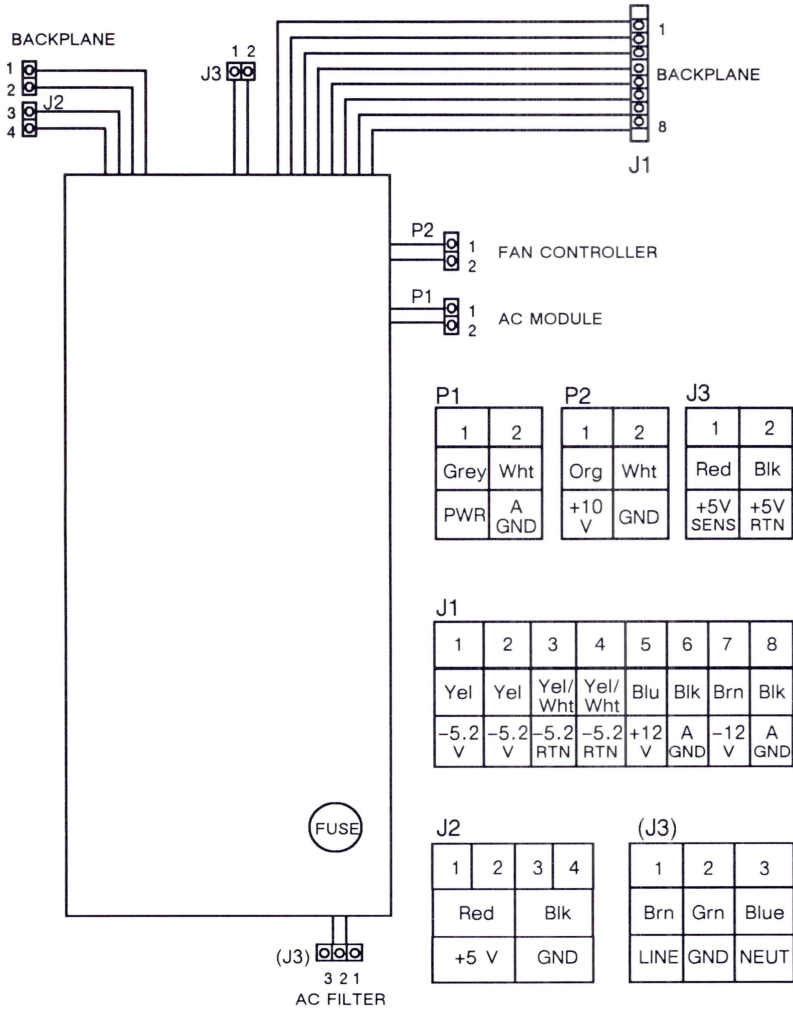 BACKPLANE
1
2
3
4
J2
J3
1 2
1
BACKPLANE
8
J1
P2
1
2
FAN CONTROLLER
P1
1
2
AC MODULE
P1
1 2
Grey Wht
PWR A GND
P2
1 2
Org Wht
+10 V GND
J3
1 2
Red Blk
+5V SENS +5V RTN
J1
1 2 3 4 5 6 7 8
Yel Yel Yel/Wht Yel/Wht Blu Blk Brn Blk
-5.2 V -5.2 V -5.2 RTN -5.2 RTN +12 V A GND -12 V A GND
FUSE
J2
1 2 3 4
Red Blk
+5 V GND
(J3)
1 2 3
Brn Grn Blue
LINE GND NEUT
(J3)
3 2 1
AC FILTER